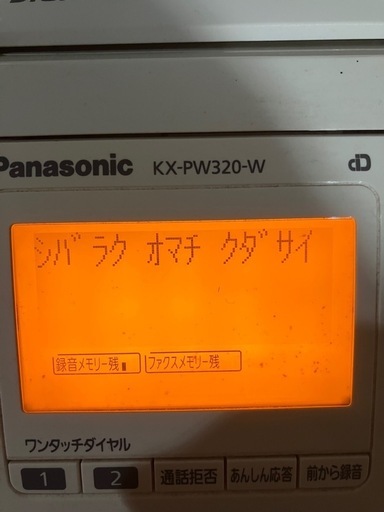 Panasonic KX-PW320-W
シバラク オマチ クダサイ
録音メモリー残 ファクスメモリー残
ワンタッチダイヤル
1 2 通話拒否 あんしん応答 前から録音